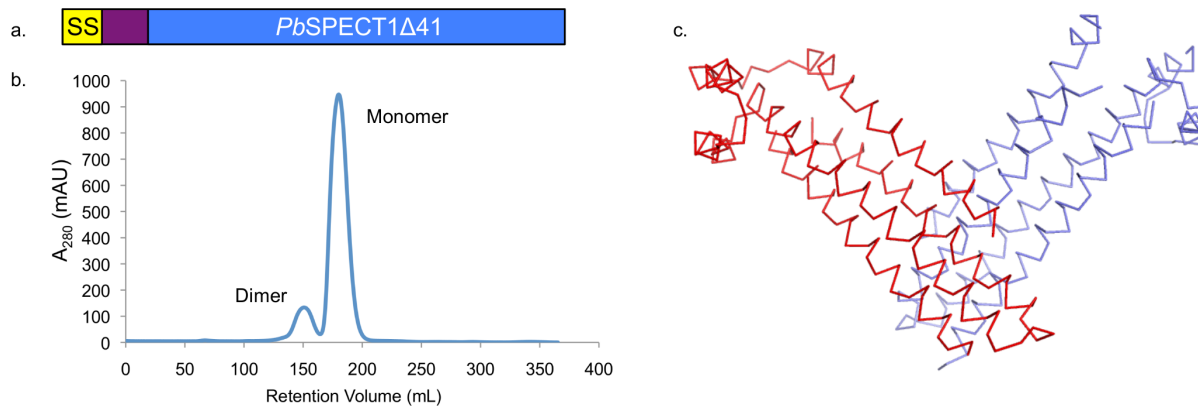 a.
SS
PbSPECT1Δ41
b.
A280 (mAU)
1000
900
800
700
600
500
400
300
200
100
0
Dimer
Monomer
0 50 100 150 200 250 300 350 400
Retention Volume (mL)
c.